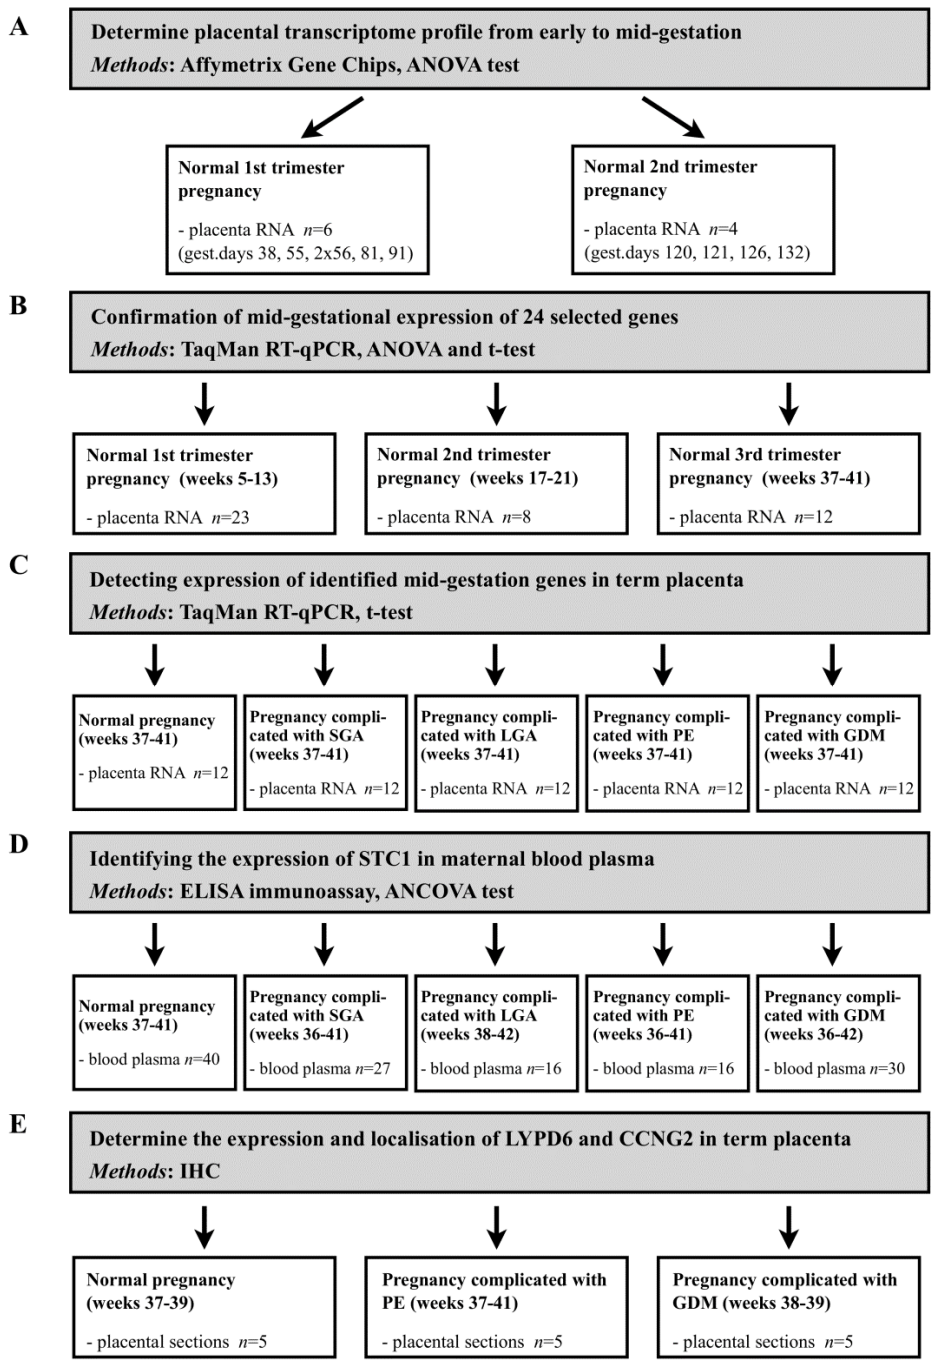 A
Determine placental transcriptome profile from early to mid-gestation
Methods: Affymetrix Gene Chips, ANOVA test
Normal 1st trimester
pregnancy
- placenta RNA n=6
(gest.days 38, 55, 2x56, 81, 91)
Normal 2nd trimester
pregnancy
- placenta RNA n=4
(gest.days 120, 121, 126, 132)
B
Confirmation of mid-gestational expression of 24 selected genes
Methods: TaqMan RT-qPCR, ANOVA and t-test
Normal 1st trimester
pregnancy (weeks 5-13)
- placenta RNA n=23
Normal 2nd trimester
pregnancy (weeks 17-21)
- placenta RNA n=8
Normal 3rd trimester
pregnancy (weeks 37-41)
- placenta RNA n=12
C
Detecting expression of identified mid-gestation genes in term placenta
Methods: TaqMan RT-qPCR, t-test
Normal pregnancy
(weeks 37-41)
- placenta RNA n=12
Pregnancy compli-
cated with SGA
(weeks 37-41)
- placenta RNA n=12
Pregnancy compli-
cated with LGA
(weeks 37-41)
- placenta RNA n=12
Pregnancy compli-
cated with PE
(weeks 37-41)
- placenta RNA n=12
Pregnancy compli-
cated with GDM
(weeks 37-41)
- placenta RNA n=12
D
Identifying the expression of STC1 in maternal blood plasma
Methods: ELISA immunoassay, ANCOVA test
Normal pregnancy
(weeks 37-41)
- blood plasma n=40
Pregnancy compli-
cated with SGA
(weeks 36-41)
- blood plasma n=27
Pregnancy compli-
cated with LGA
(weeks 38-42)
- blood plasma n=16
Pregnancy compli-
cated with PE
(weeks 36-41)
- blood plasma n=16
Pregnancy compli-
cated with GDM
(weeks 36-42)
- blood plasma n=30
E
Determine the expression and localisation of LYPD6 and CCNG2 in term placenta
Methods: IHC
Normal pregnancy
(weeks 37-39)
- placental sections n=5
Pregnancy complicated with
PE (weeks 37-41)
- placental sections n=5
Pregnancy complicated with
GDM (weeks 38-39)
- placental sections n=5